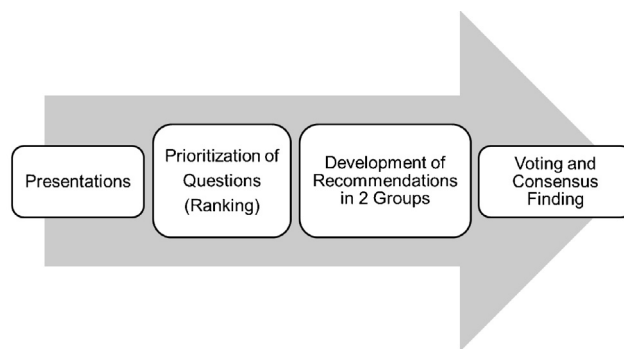 Presentations
Prioritization of
Questions
(Ranking)
Development of
Recommendations
in 2 Groups
Voting and
Consensus
Finding